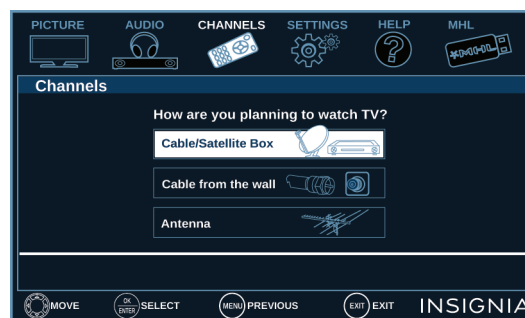 PICTURE AUDIO CHANNELS SETTINGS HELP MHL
MHL
Channels
How are you planning to watch TV?
Cable/Satellite Box
Cable from the wall
Antenna
MOVE OK ENTER SELECT MENU PREVIOUS EXIT EXIT INSIGNIA